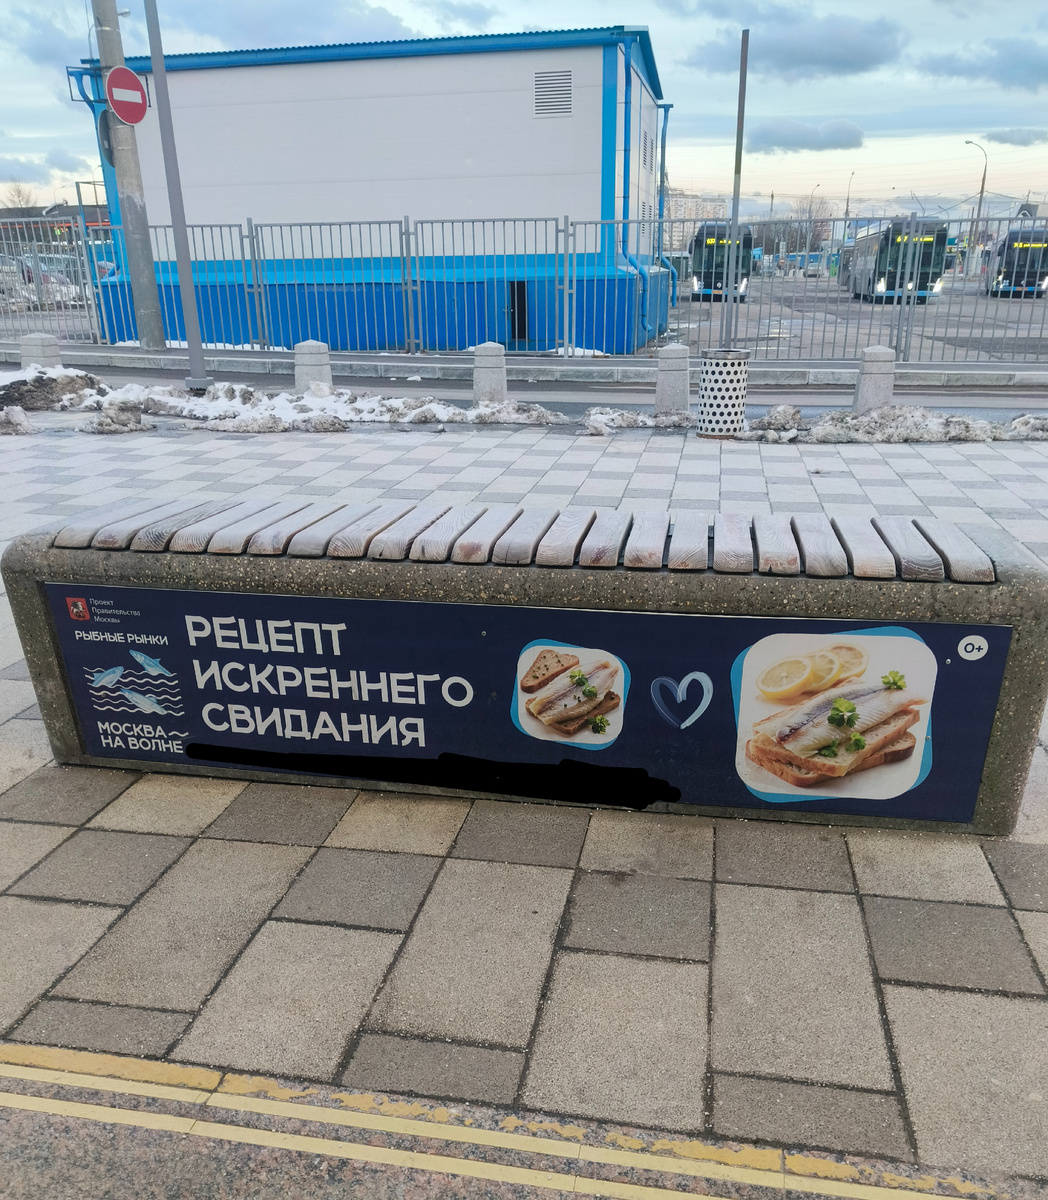 Проект
Правительства
Москвы
РЫБНЫЕ РЫНКИ
МОСКВА~
НА ВОЛНЕ
РЕЦЕПТ
ИСКРЕННЕГО
СВИДАНИЯ
0+